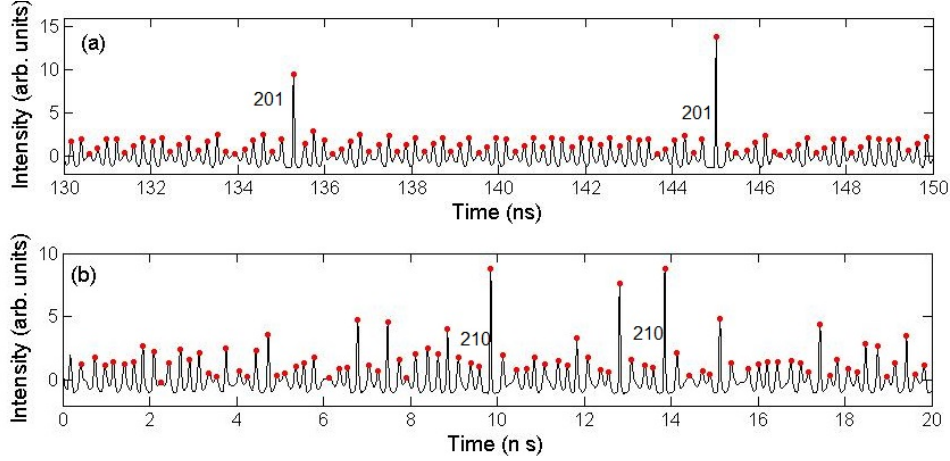 Intensity (arb. units)
15
10
5
0
(a)
201
201
130 132 134 136 138 140 142 144 146 148 150
Time (ns)
Intensity (arb. units)
10
5
0
(b)
210
210
0 2 4 6 8 10 12 14 16 18 20
Time (n s)